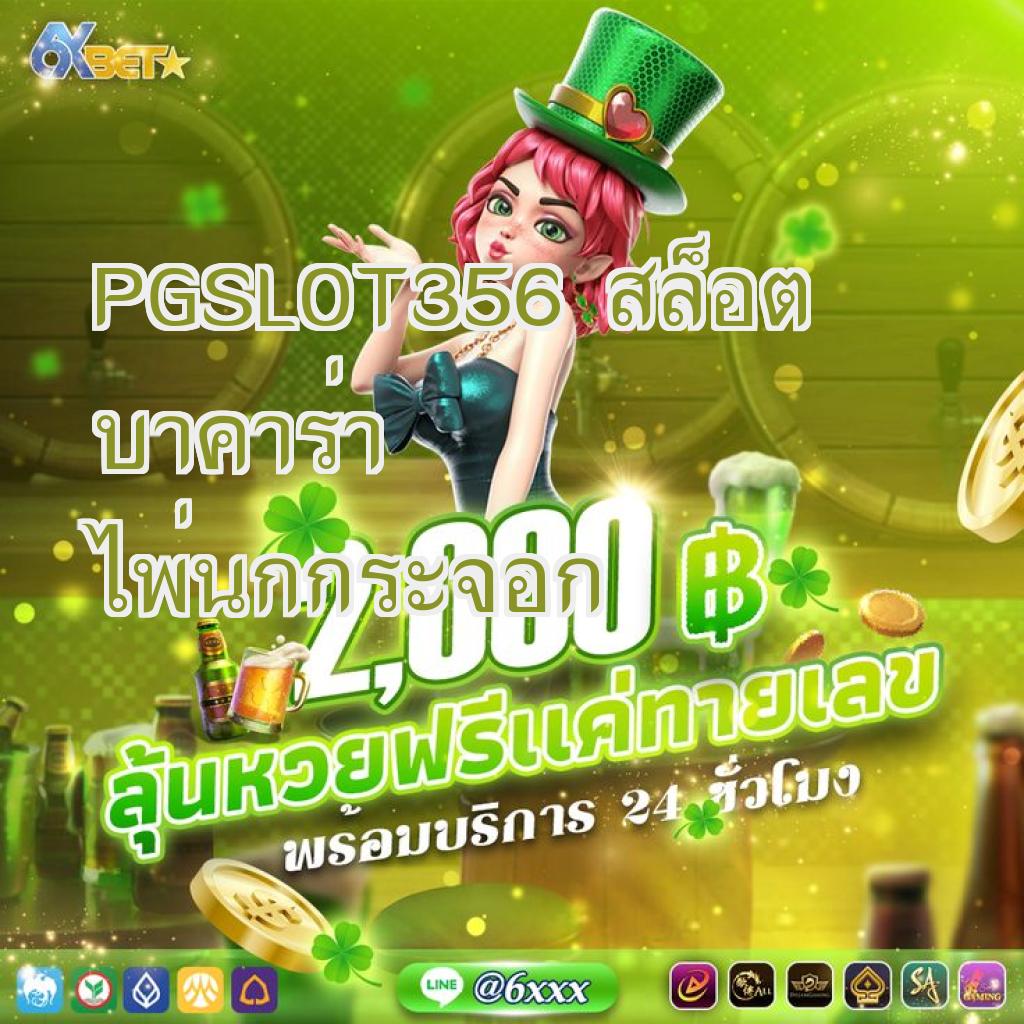 6XBET
PGSLOT356 สล็อต
บาคาร่า
ไพ่นกกระจอก
฿
ลุ้นหวยฟรีแค่ทายเลข
พร้อมบริการ 24 ชั่วโมง
LINE @6xxx
SA
GAMING